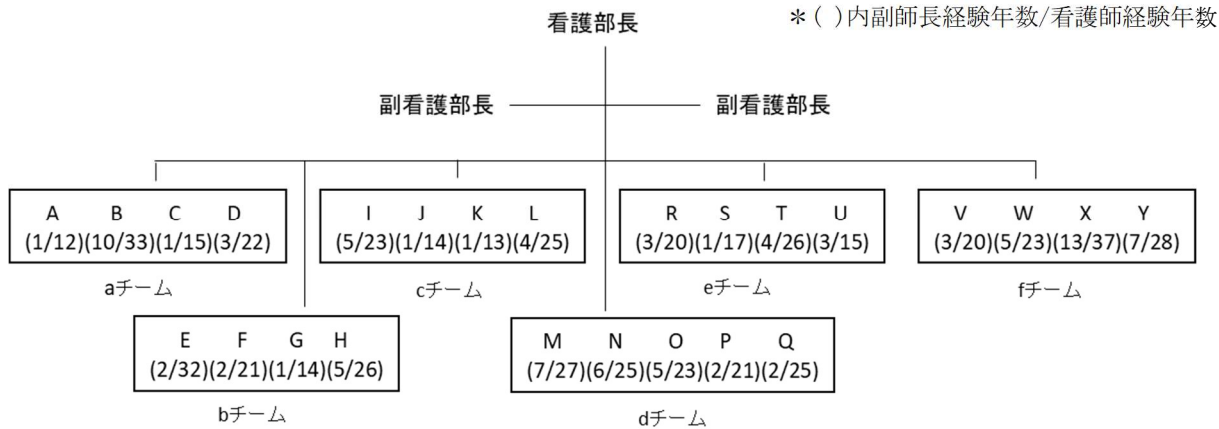 看護部長
＊( )内副師長経験年数/看護師経験年数
副看護部長
副看護部長
A B C D
(1/12)(10/33)(1/15)(3/22)
aチーム
I J K L
(5/23)(1/14)(1/13)(4/25)
cチーム
R S T U
(3/20)(1/17)(4/26)(3/15)
eチーム
V W X Y
(3/20)(5/23)(13/37)(7/28)
fチーム
E F G H
(2/32)(2/21)(1/14)(5/26)
bチーム
M N O P Q
(7/27)(6/25)(5/23)(2/21)(2/25)
dチーム